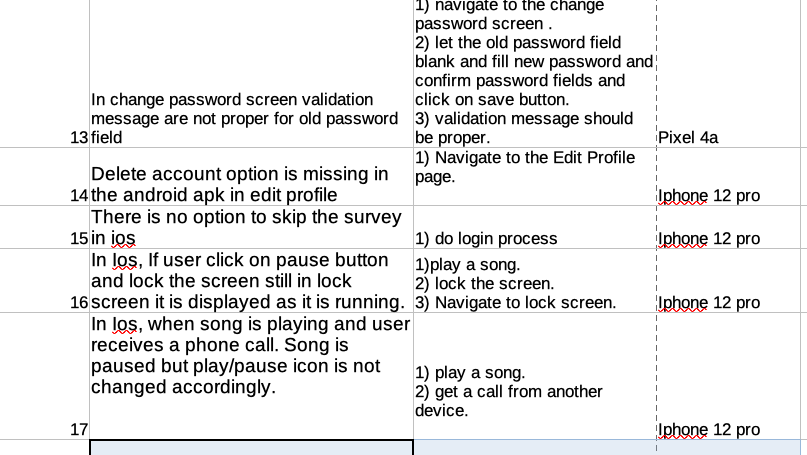 1) navigate to the change
password screen .
2) let the old password field
blank and fill new password and
confirm password fields and
click on save button.
3) validation message should
be proper.
In change password screen validation
message are not proper for old password
field
13
Pixel 4a
1) Navigate to the Edit Profile
page.
Delete account option is missing in
the android apk in edit profile
14
Iphone 12 pro
There is no option to skip the survey
in ios
15
1) do login process
Iphone 12 pro
In Ios, If user click on pause button
and lock the screen still in lock
screen it is displayed as it is running.
16
1)play a song.
2) lock the screen.
3) Navigate to lock screen.
Iphone 12 pro
In Ios, when song is playing and user
receives a phone call. Song is
paused but play/pause icon is not
changed accordingly.
17
1) play a song.
2) get a call from another
device.
Iphone 12 pro